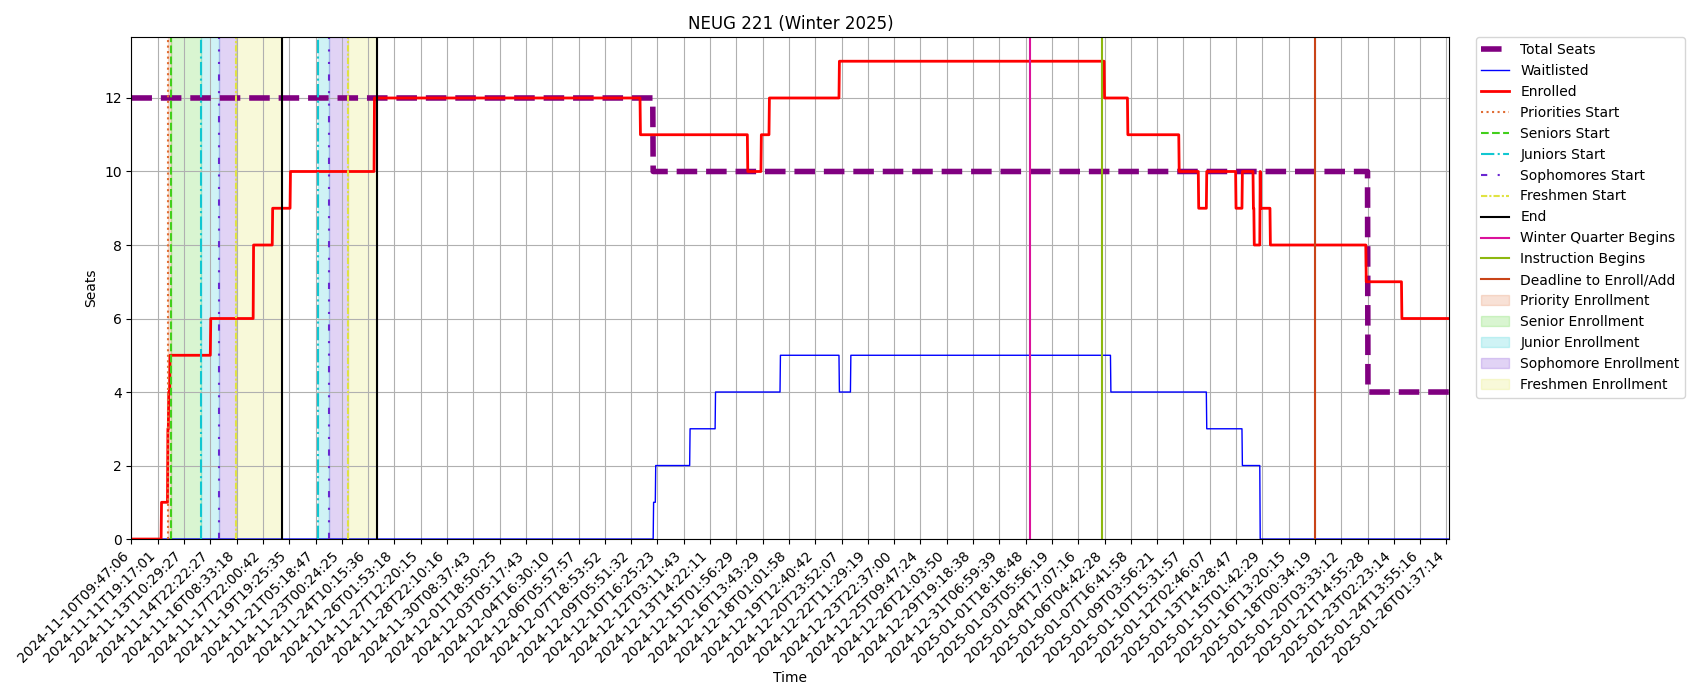 NEUG 221 (Winter 2025)
Seats
12
10
8
6
4
2
0
2024-11-10T09:47:06
2024-11-11T19:17:01
2024-11-13T10:29:27
2024-11-14T22:22:27
2024-11-16T08:33:18
2024-11-17T22:00:42
2024-11-19T19:25:35
2024-11-21T05:18:47
2024-11-23T00:24:25
2024-11-24T10:15:36
2024-11-26T01:53:18
2024-11-27T12:20:15
2024-11-28T22:10:16
2024-11-30T08:37:43
2024-12-01T18:50:25
2024-12-03T05:17:43
2024-12-04T16:30:10
2024-12-06T05:57:57
2024-12-07T18:53:52
2024-12-09T05:51:32
2024-12-10T16:25:23
2024-12-12T03:11:43
2024-12-13T14:22:11
2024-12-15T01:56:29
2024-12-16T13:43:29
2024-12-18T01:01:58
2024-12-19T12:40:42
2024-12-20T23:52:07
2024-12-22T11:29:19
2024-12-23T22:37:00
2024-12-25T09:47:24
2024-12-26T21:03:50
2024-12-29T19:18:38
2024-12-31T06:59:39
2025-01-01T18:18:48
2025-01-03T05:56:19
2025-01-04T17:07:16
2025-01-06T04:42:28
2025-01-07T16:41:58
2025-01-09T03:56:21
2025-01-10T15:31:57
2025-01-12T02:46:07
2025-01-13T14:28:47
2025-01-15T01:42:29
2025-01-16T13:20:15
2025-01-18T00:34:19
2025-01-20T03:33:12
2025-01-21T14:55:28
2025-01-23T02:23:14
2025-01-24T13:55:16
2025-01-26T01:37:14
Time
Total Seats
Waitlisted
Enrolled
Priorities Start
Seniors Start
Juniors Start
Sophomores Start
Freshmen Start
End
Winter Quarter Begins
Instruction Begins
Deadline to Enroll/Add
Priority Enrollment
Senior Enrollment
Junior Enrollment
Sophomore Enrollment
Freshmen Enrollment